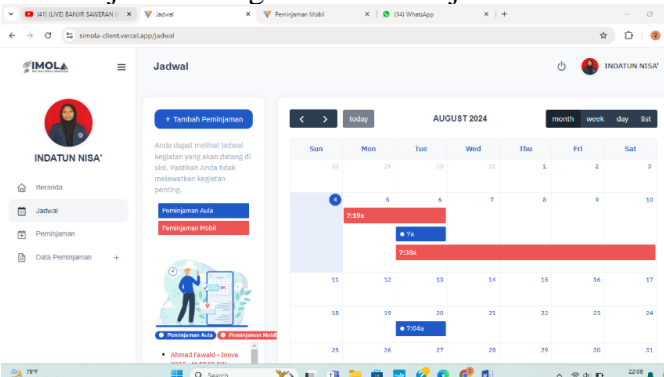 (41) (LIVE) BANJIR SAWERAN
Jadwal
Peminjaman Mobil
(14) WhatsApp
simola-client.vercel.app/jadwal
SIMOLA
Jadwal
INDATUN NISA'
INDATUN NISA'
Beranda
Jadwal
Peminjaman
Data Peminjaman +
+ Tambah Peminjaman
Anda dapat melihat jadwal
kegiatan yang akan datang di
sini. Pastikan Anda tidak
melewatkan kegiatan
penting.
Peminjaman Aula
Peminjaman Mobil
Peminjaman Aula Peminjaman Mobil
Ahmad Fawaid - Inova
today
AUGUST 2024
month week day list
Sun Mon Tue Wed Thu Fri Sat
28 29 30 31 1 2 3
4 5 6 7 8 9 10
7:59a
7a
7:38a
11 12 13 14 15 16 17
18 19 20 21 22 23 24
7:04a
25 26 27 28 29 30 31
79°F
Search
22:08